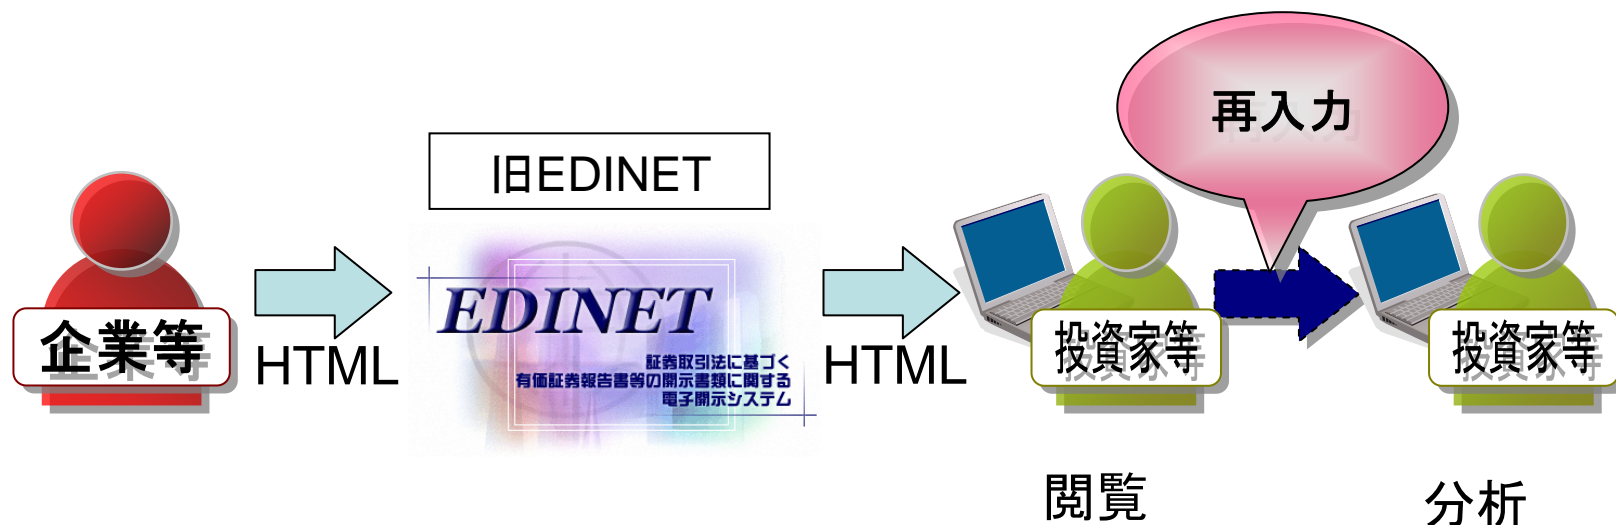 再入力
旧EDINET
企業等
HTML
EDINET
証券取引法に基づく
有価証券報告書等の開示書類に関する
電子開示システム
HTML
投資家等
投資家等
閲覧
分析